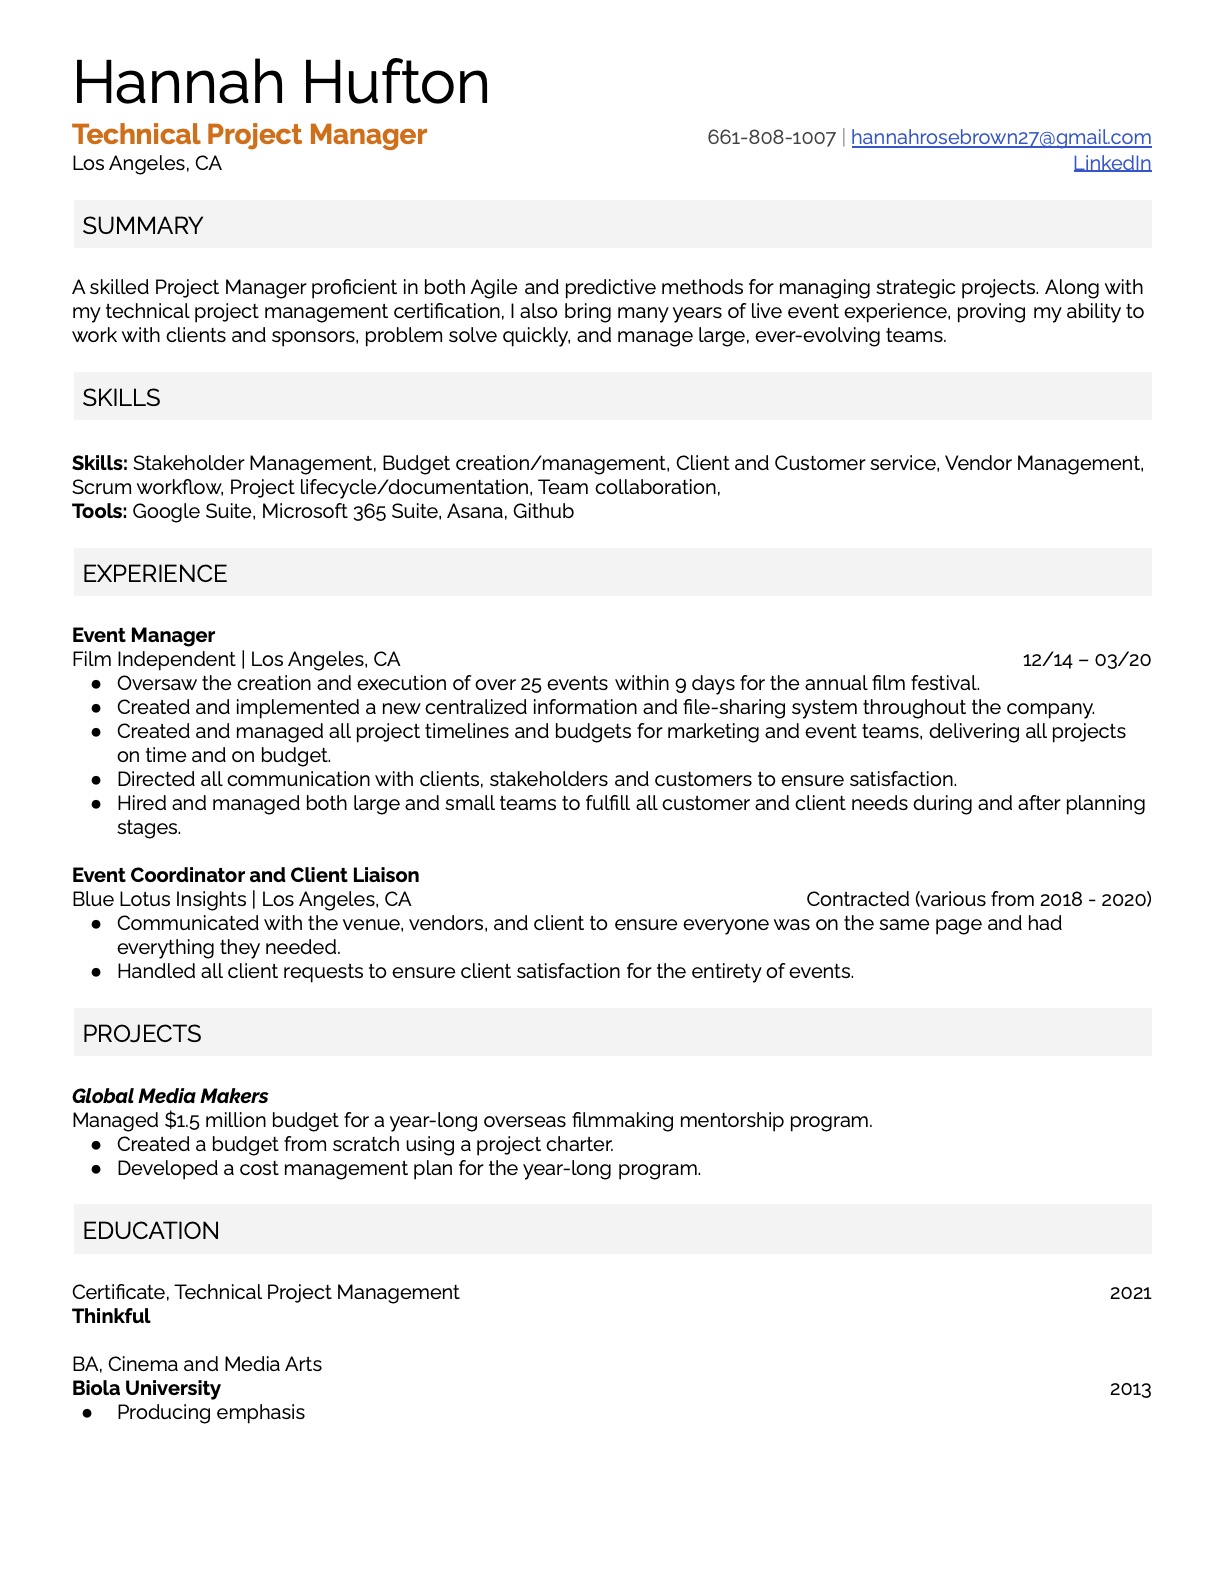 Hannah Hufton
Technical Project Manager 661-808-1007 | hannahrosebrown27@gmail.com
Los Angeles, CA LinkedIn
SUMMARY
A skilled Project Manager proficient in both Agile and predictive methods for managing strategic projects. Along with
my technical project management certification, I also bring many years of live event experience, proving my ability to
work with clients and sponsors, problem solve quickly, and manage large, ever-evolving teams.
SKILLS
Skills: Stakeholder Management, Budget creation/management, Client and Customer service, Vendor Management,
Scrum workflow, Project lifecycle/documentation, Team collaboration,
Tools: Google Suite, Microsoft 365 Suite, Asana, Github
EXPERIENCE
Event Manager
Film Independent | Los Angeles, CA 12/14 – 03/20
● Oversaw the creation and execution of over 25 events within 9 days for the annual film festival.
● Created and implemented a new centralized information and file-sharing system throughout the company.
● Created and managed all project timelines and budgets for marketing and event teams, delivering all projects
on time and on budget.
● Directed all communication with clients, stakeholders and customers to ensure satisfaction.
● Hired and managed both large and small teams to fulfill all customer and client needs during and after planning
stages.
Event Coordinator and Client Liaison
Blue Lotus Insights | Los Angeles, CA Contracted (various from 2018 - 2020)
● Communicated with the venue, vendors, and client to ensure everyone was on the same page and had
everything they needed.
● Handled all client requests to ensure client satisfaction for the entirety of events.
PROJECTS
Global Media Makers
Managed $1.5 million budget for a year-long overseas filmmaking mentorship program.
● Created a budget from scratch using a project charter.
● Developed a cost management plan for the year-long program.
EDUCATION
Certificate, Technical Project Management 2021
Thinkful
BA, Cinema and Media Arts
Biola University 2013
● Producing emphasis